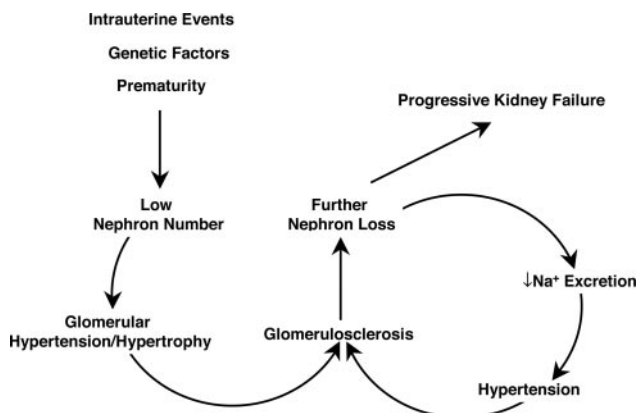 Intrauterine Events
Genetic Factors
Prematurity
Progressive Kidney Failure
Low
Nephron Number
Further
Nephron Loss
↓Na⁺ Excretion
Glomerular
Hypertension/Hypertrophy
Glomerulosclerosis
Hypertension